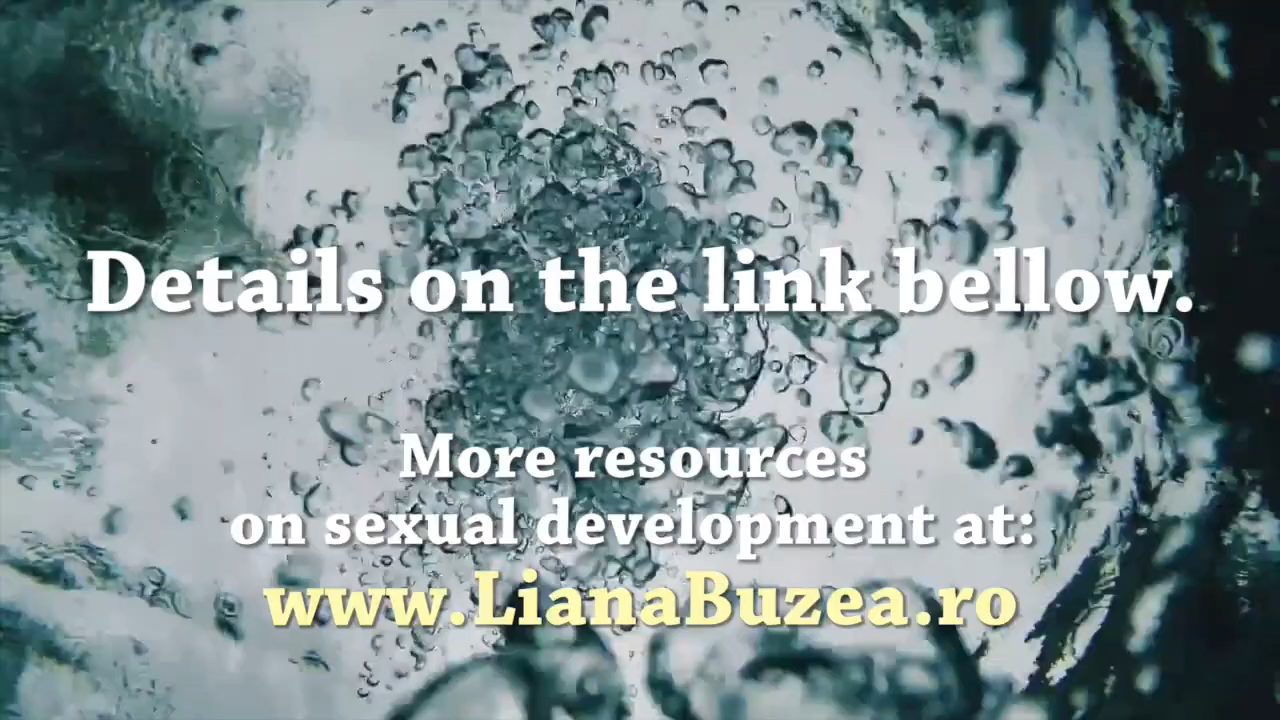 Details on the link bellow.
More resources
on sexual development at:
www.LianaBuzea.ro